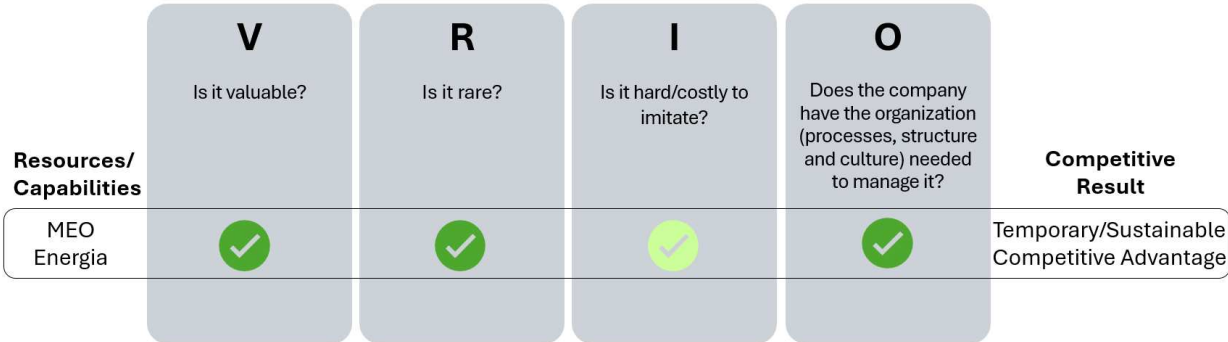 V
R
I
O
Is it valuable?
Is it rare?
Is it hard/costly to
imitate?
Does the company
have the organization
(processes, structure
and culture) needed
to manage it?
Resources/
Capabilities
Competitive
Result
MEO
Energia
Temporary/Sustainable
Competitive Advantage